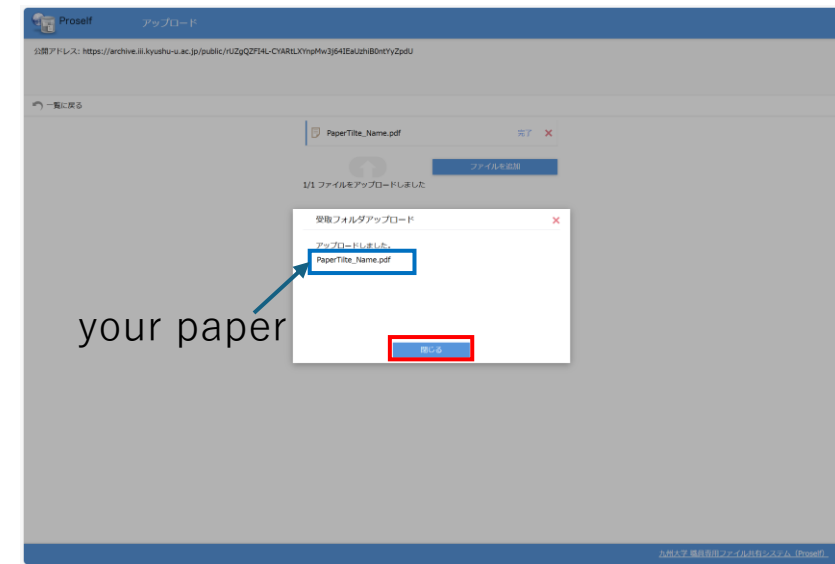 Proself
アップロード
公開アドレス: https://archive.iii.kyushu-u.ac.jp/public/rUZgQZFI4L-CYARtLXYnpMw3j64IEaUzhiB0ntYyZpdU
一覧に戻る
PaperTilte_Name.pdf 完了
ファイルを追加
1/1 ファイルをアップロードしました
受取フォルダアップロード
アップロードしました。
PaperTilte_Name.pdf
your paper
閉じる
九州大学 職員専用ファイル共有システム (Proself)